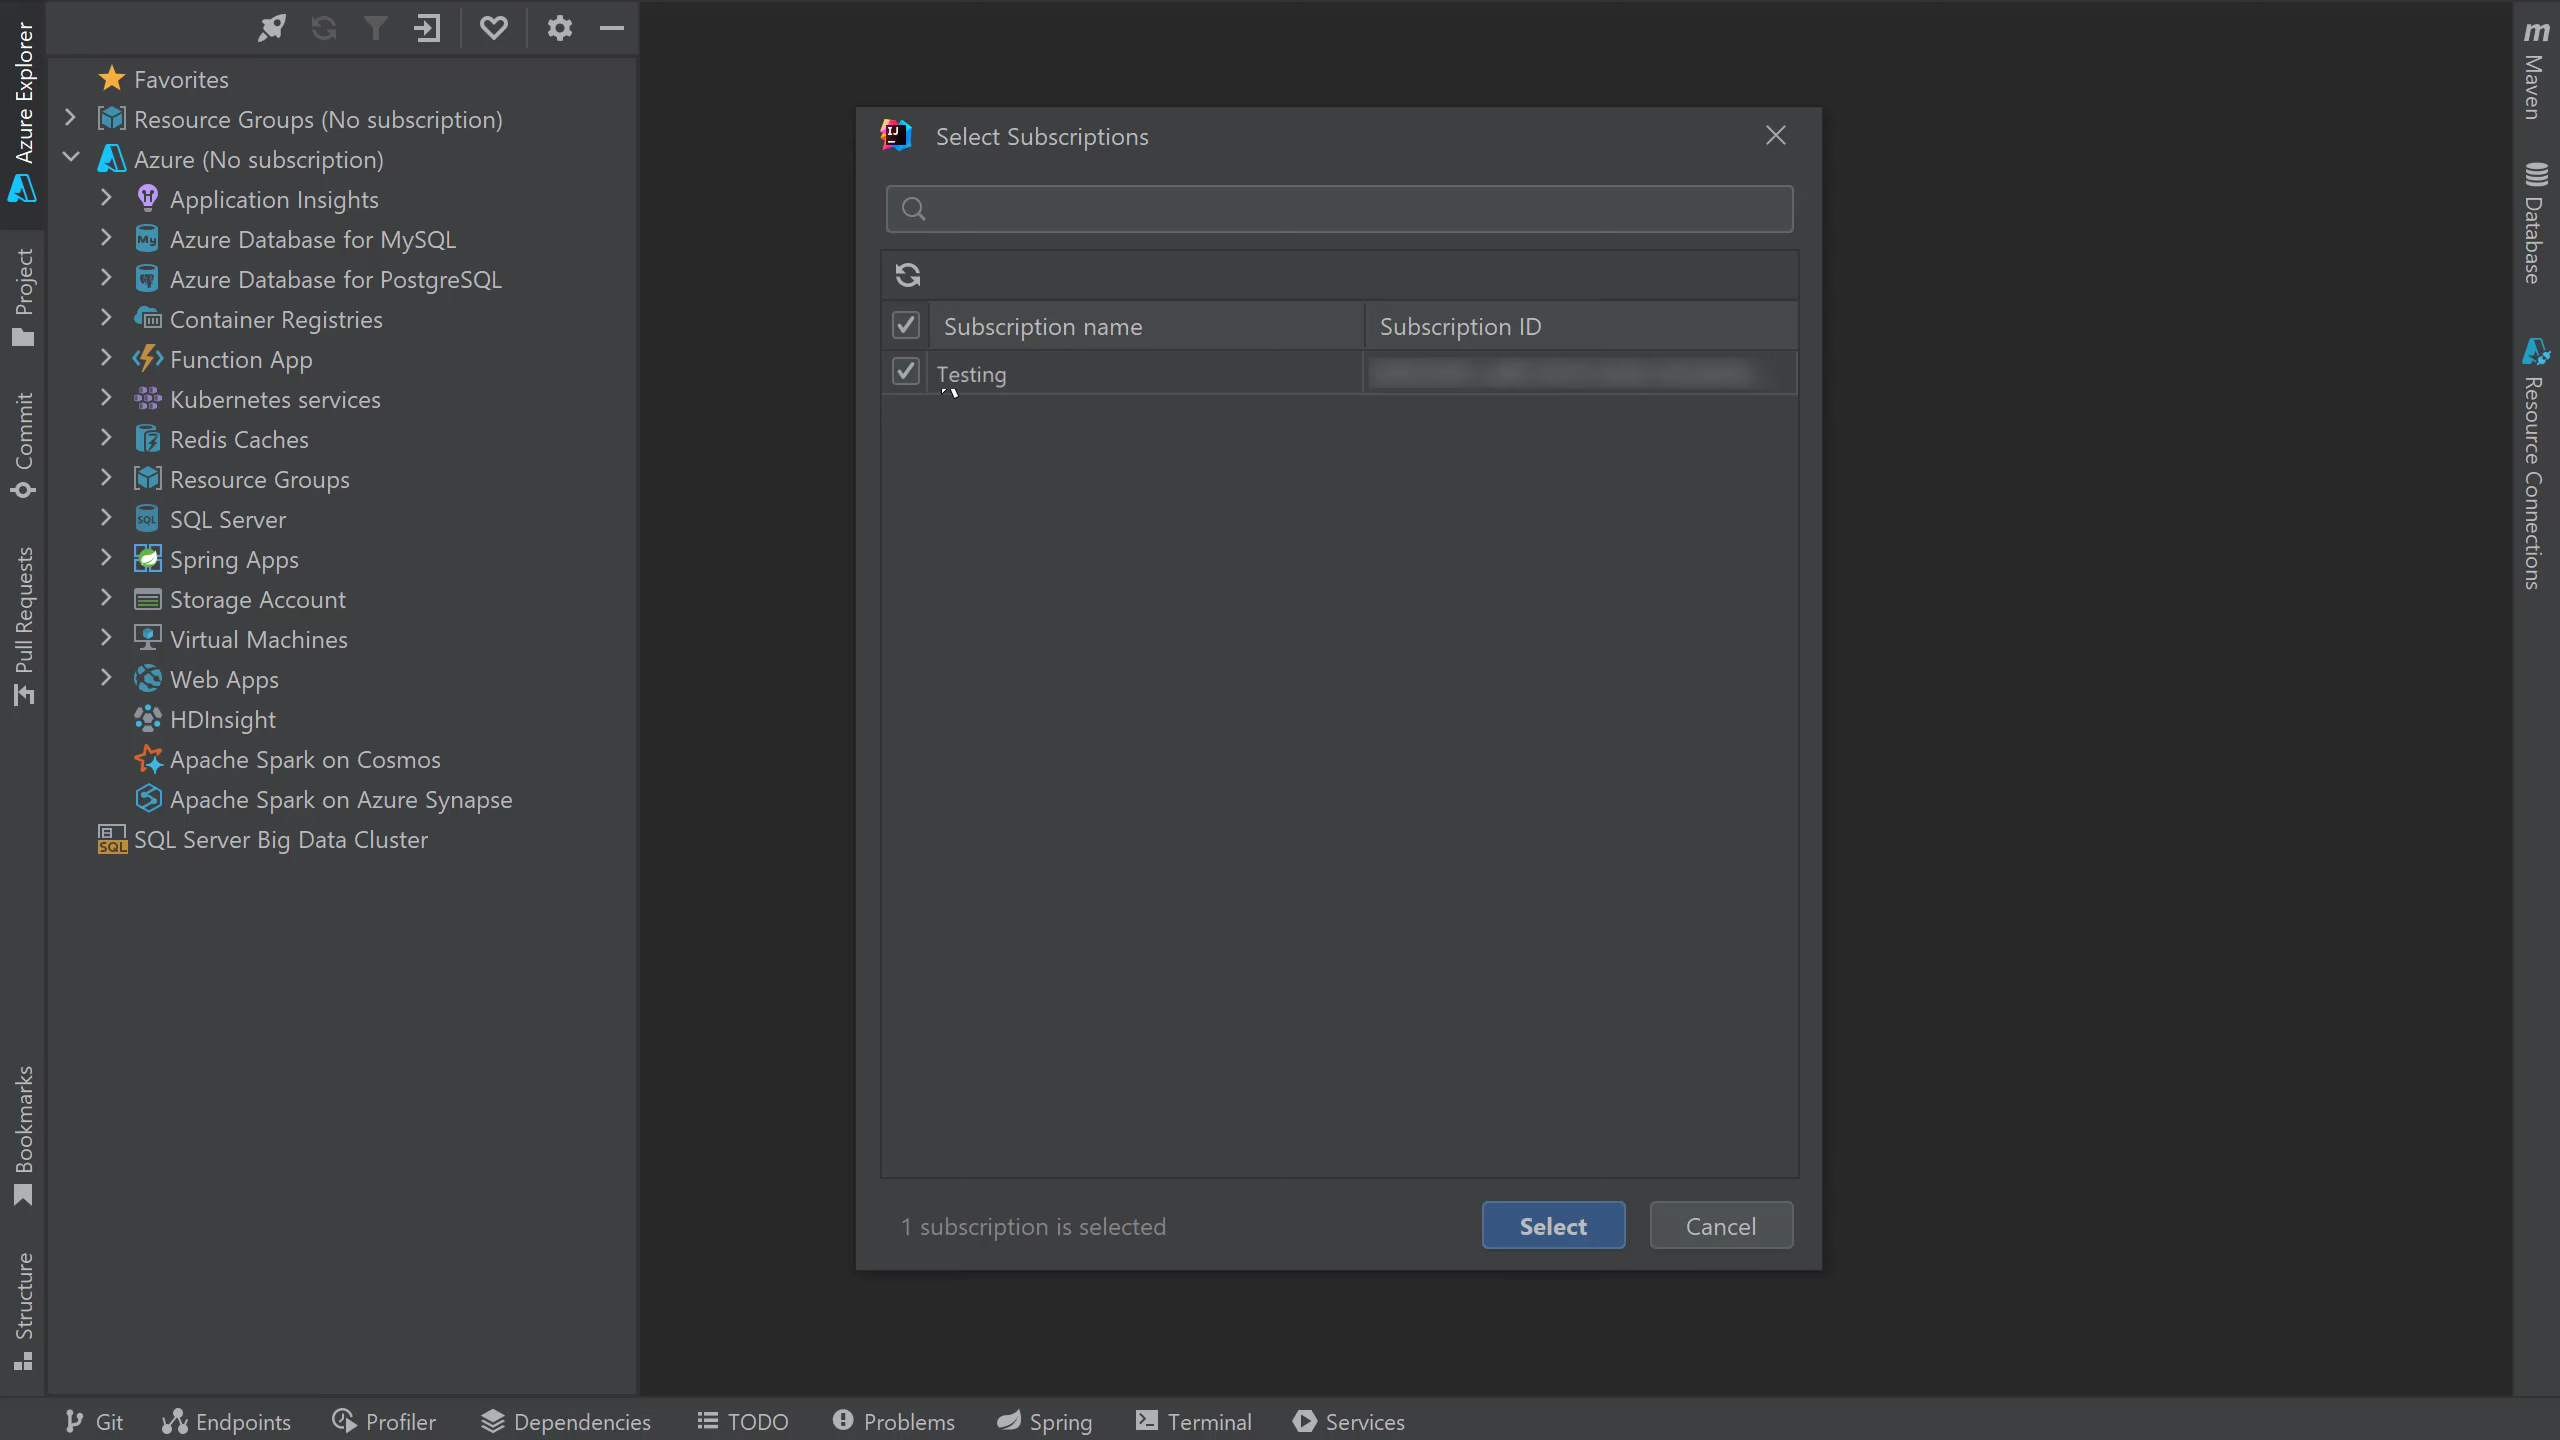 Azure Explorer
Project
Commit
Pull Requests
Bookmarks
Structure
Favorites
Resource Groups (No subscription)
Azure (No subscription)
Application Insights
Azure Database for MySQL
Azure Database for PostgreSQL
Container Registries
Function App
Kubernetes services
Redis Caches
Resource Groups
SQL Server
Spring Apps
Storage Account
Virtual Machines
Web Apps
HDInsight
Apache Spark on Cosmos
Apache Spark on Azure Synapse
SQL Server Big Data Cluster
Select Subscriptions
Subscription name
Subscription ID
Testing
1 subscription is selected
Select
Cancel
Maven
Database
Resource Connections
Git
Endpoints
Profiler
Dependencies
TODO
Problems
Spring
Terminal
Services